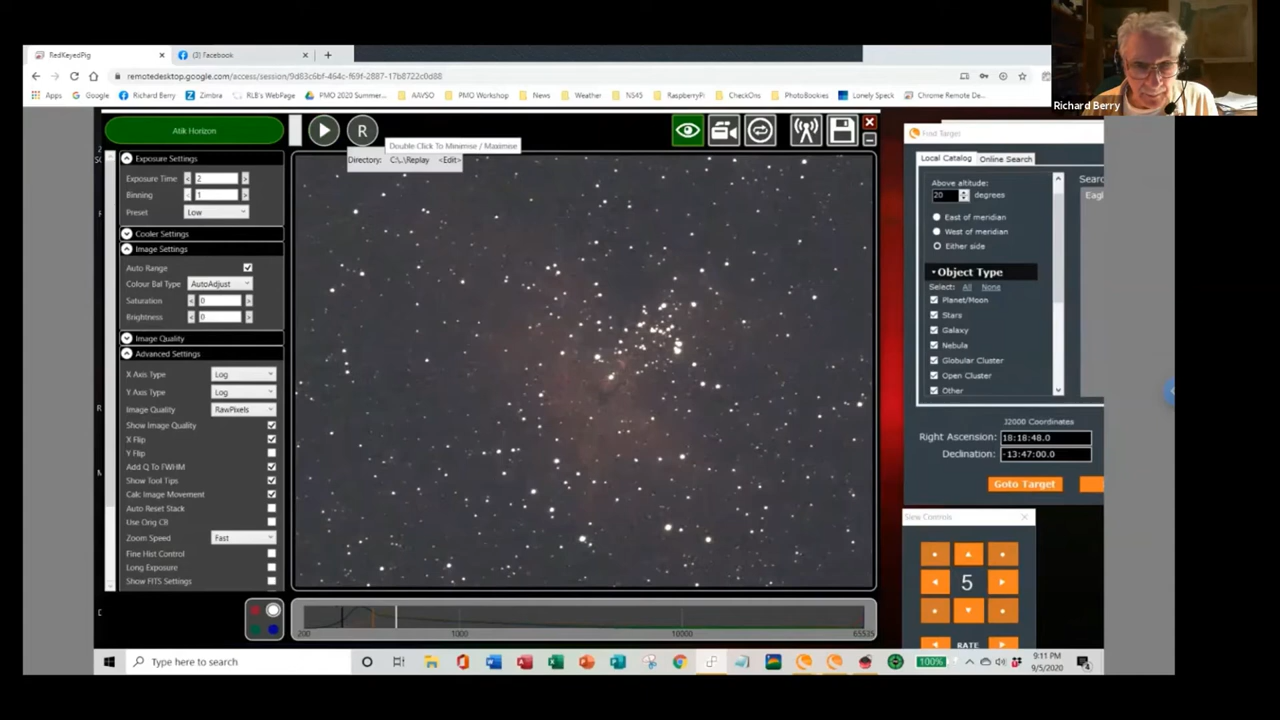 RedKeyedPig
(3) Facebook
remotedesktop.google.com/access/session/9d83c6bf-464c-f69f-2887-17b8722c0d88
Apps
Google
Richard Berry
Zimbra
RLB'S WebPage
PMO 2020 Summer...
AAVSO
PMO Workshop
News
Weather
NS45
RaspberryPi
CheckOns
PhotoBookies
Lonely Speck
Chrome Remote De...
Richard Berry
Atik Horizon
R
Double Click To Minimise / Maximise
Directory: C:\..\Replay <Edit>
Exposure Settings
Exposure Time 2
Binning 1
Preset Low
Cooler Settings
Image Settings
Auto Range
Colour Bal Type AutoAdjust
Saturation 0
Brightness 0
Image Quality
Advanced Settings
X Axis Type Log
Y Axis Type Log
Image Quality RawPixels
Show Image Quality
X Flip
Y Flip
Add Q To FWHM
Show Tool Tips
Calc Image Movement
Auto Reset Stack
Use Orig CB
Zoom Speed Fast
Fine Hist Control
Long Exposure
Show FITS Settings
200 1000 10000 65535
Find Target
Local Catalog Online Search
Above altitude:
20 degrees
East of meridian
West of meridian
Either side
Object Type
Select: All None
Planet/Moon
Stars
Galaxy
Nebula
Globular Cluster
Open Cluster
Other
Searc
Eagl
J2000 Coordinates
Right Ascension: 18:18:48.0
Declination: -13:47:00.0
Goto Target
Slew Controls
5
RATE
Type here to search
100%
9:11 PM
9/5/2020